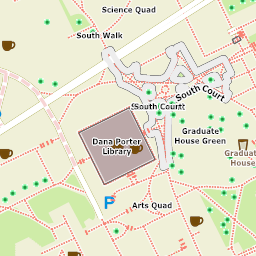 Science Quad
South Walk
South Court
South Court
Graduate
House Green
Dana Porter
Library
Graduate
House
P
Arts Quad